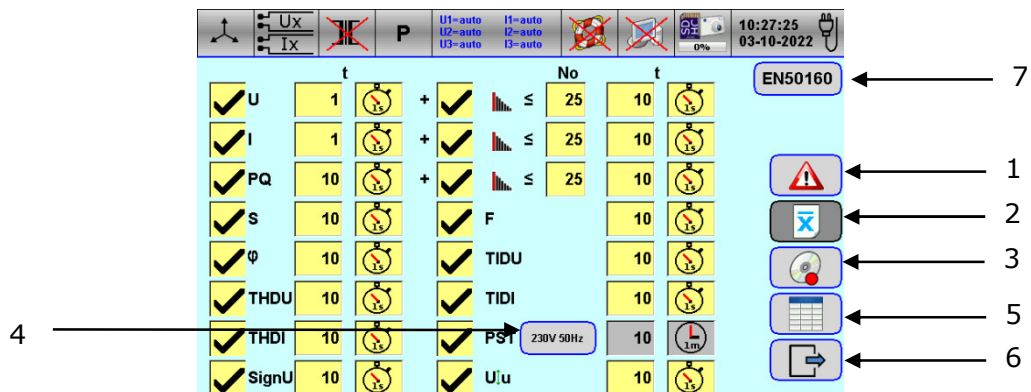 Ux
Ix
P
U1=auto I1=auto
U2=auto I2=auto
U3=auto I3=auto
SD HC
0%
10:27:25
03-10-2022
t No t
EN50160 7
U 1 1s + ≤ 25 10 1s
I 1 1s + ≤ 25 10 1s
PQ 10 1s + ≤ 25 10 1s
1
S 10 1s F 10 1s
2
φ 10 1s TIDU 10 1s
3
THDU 10 1s TIDI 10 1s
5
4 THDI 10 1s PST 230V 50Hz 10 1m
6
SignU 10 1s U↕u 10 1s